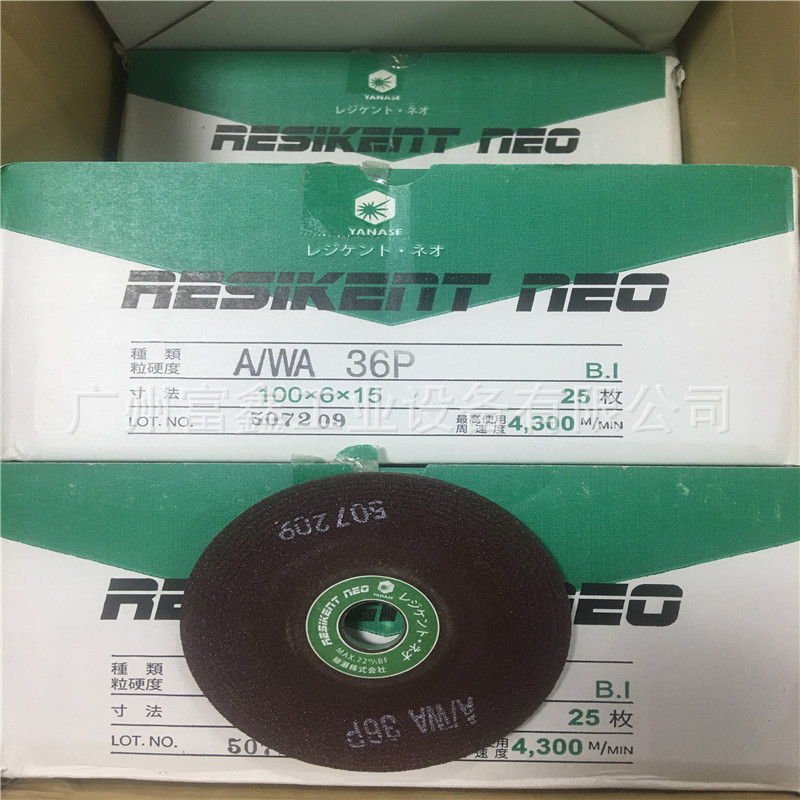 YANASE
レジケント・ネオ
RESIKENT NEO
YANASE
レジケント・ネオ
RESIKENT NEO
種類
粒硬度 A/WA 36P B.I
寸法 100×6×15 25枚
LOT. NO. 507209 最高使用周速度 4,300 M/MIN
广州富鑫工业设备有限公司
507209
RESIKENT NEO
YANASE
レジケント・ネオ
MAX.72
柳瀬株式会社
A/WA 36P
NEO
種類
粒硬度 B.I
寸法 25枚
LOT. NO. 4,300 M/MIN